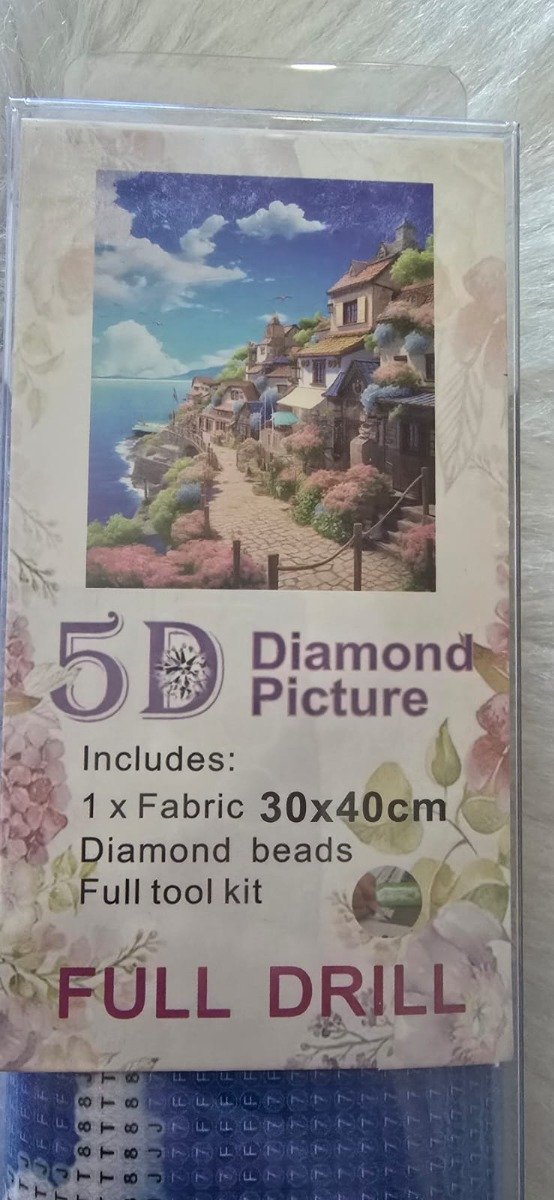 5D Diamond
Picture
Includes:
1 x Fabric 30x40cm
Diamond beads
Full tool kit
FULL DRILL